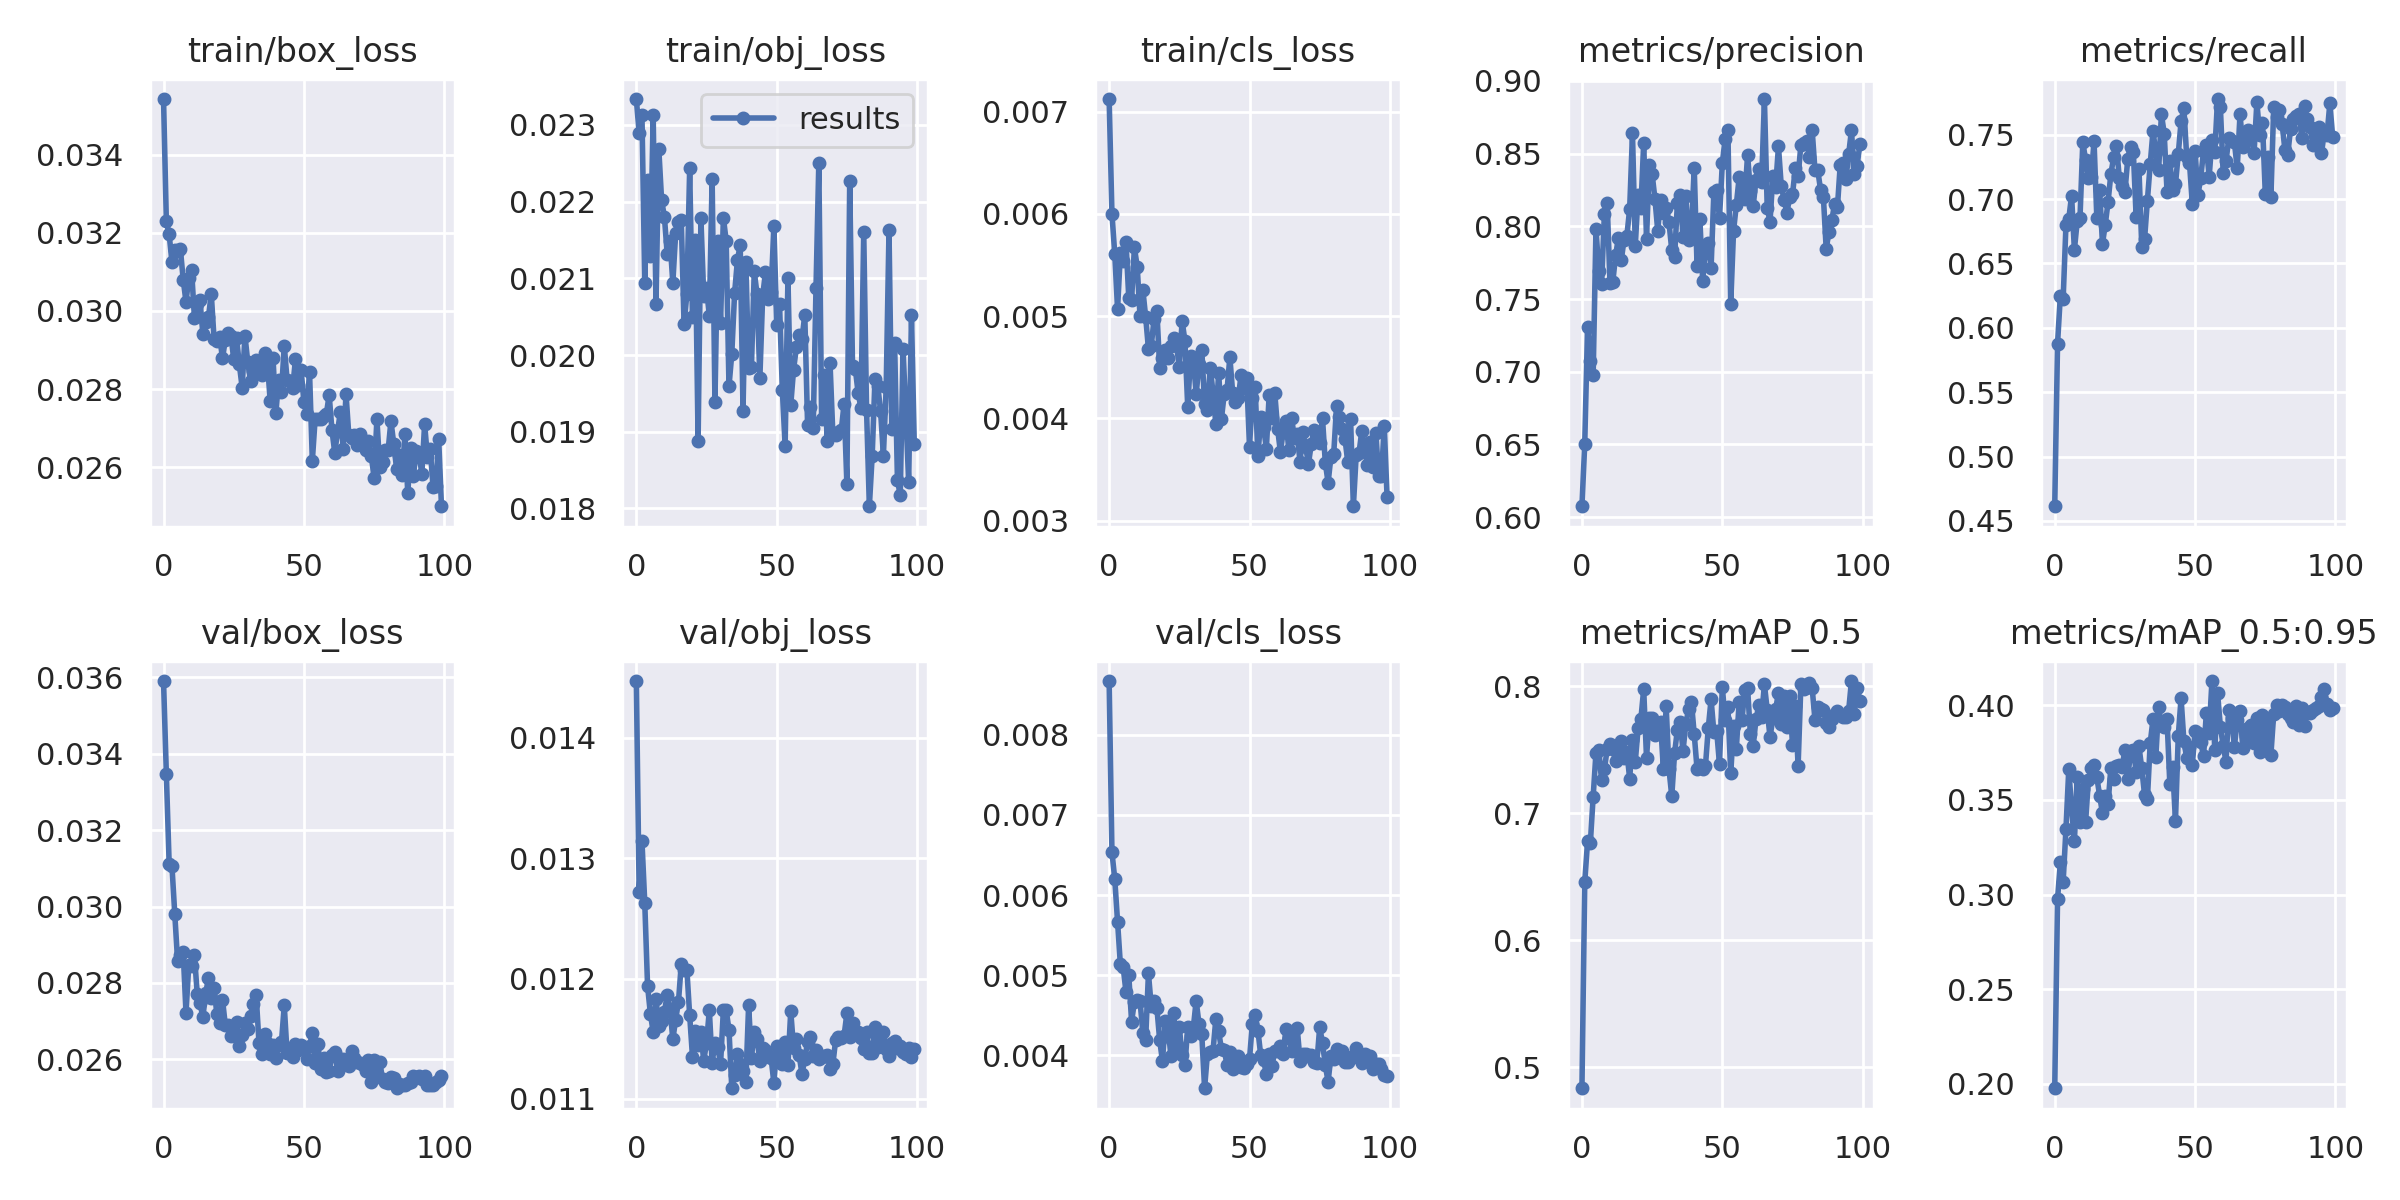 train/box_loss
0.034
0.032
0.030
0.028
0.026
0 50 100
train/obj_loss
results
0.023
0.022
0.021
0.020
0.019
0.018
0 50 100
train/cls_loss
0.007
0.006
0.005
0.004
0.003
0 50 100
metrics/precision
0.90
0.85
0.80
0.75
0.70
0.65
0.60
0 50 100
metrics/recall
0.75
0.70
0.65
0.60
0.55
0.50
0.45
0 50 100
val/box_loss
0.036
0.034
0.032
0.030
0.028
0.026
0 50 100
val/obj_loss
0.014
0.013
0.012
0.011
0 50 100
val/cls_loss
0.008
0.007
0.006
0.005
0.004
0 50 100
metrics/mAP_0.5
0.8
0.7
0.6
0.5
0 50 100
metrics/mAP_0.5:0.95
0.40
0.35
0.30
0.25
0.20
0 50 100